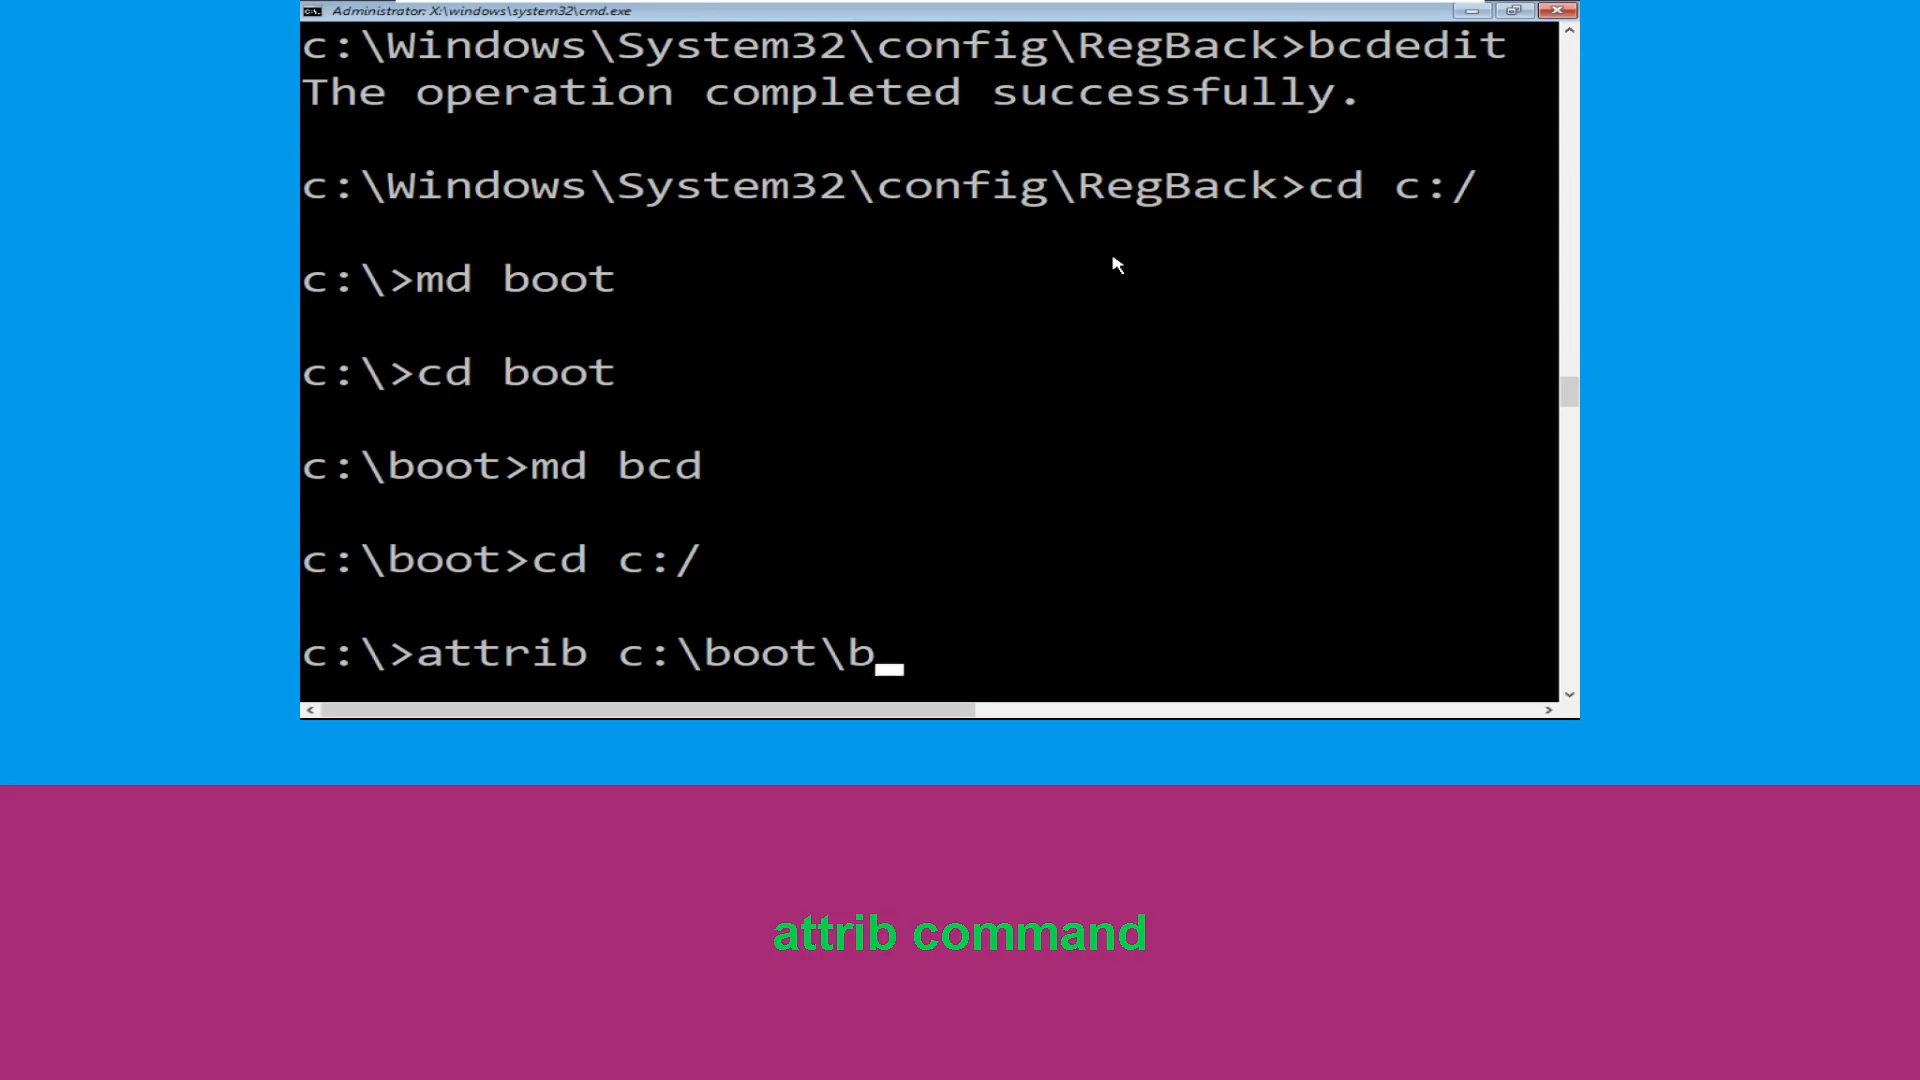 Administrator: X:\windows\system32\cmd.exe
c:\Windows\System32\config\RegBack>bcdedit
The operation completed successfully.
c:\Windows\System32\config\RegBack>cd c:/
c:\>md boot
c:\>cd boot
c:\boot>md bcd
c:\boot>cd c:/
c:\>attrib c:\boot\b
attrib command